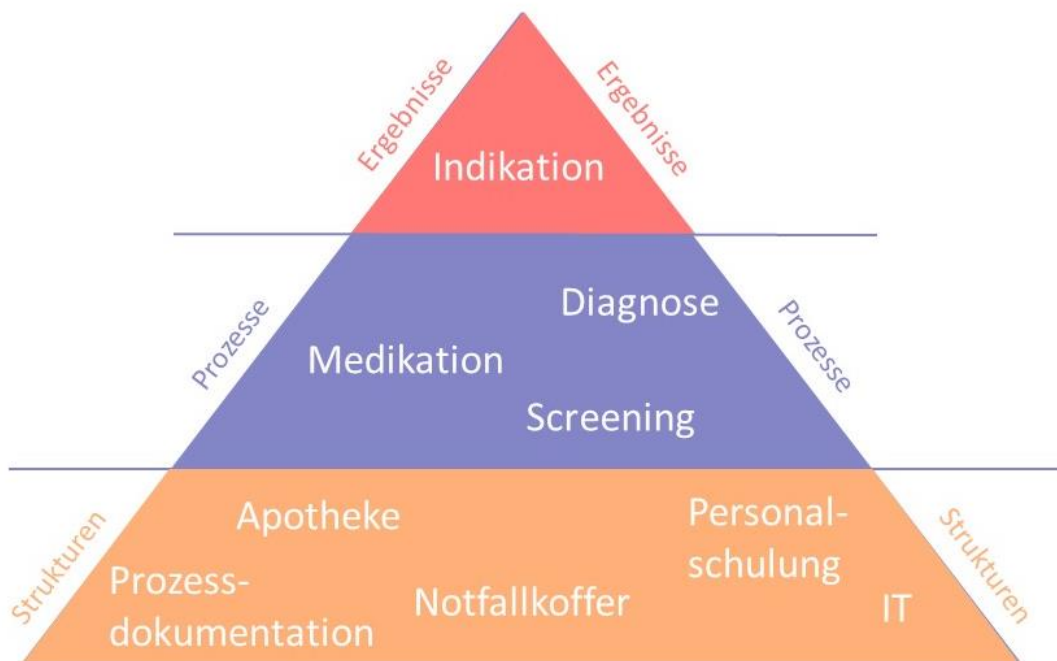 Ergebnisse
Ergebnisse
Indikation
Prozesse
Prozesse
Diagnose
Medikation
Screening
Strukturen
Strukturen
Apotheke
Personal-
schulung
Prozess-
dokumentation
Notfallkoffer
IT